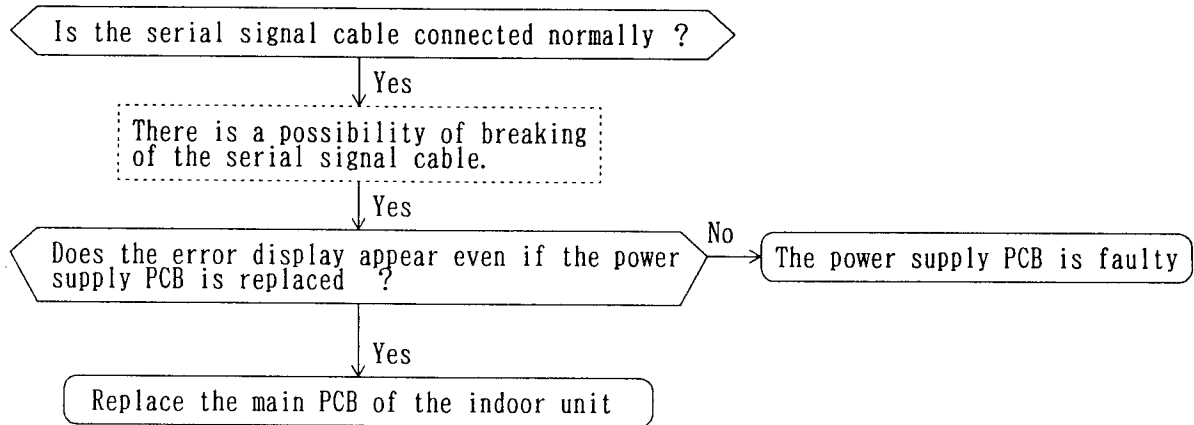 Is the serial signal cable connected normally ?
Yes
There is a possibility of breaking
of the serial signal cable.
Yes
Does the error display appear even if the power
supply PCB is replaced ?
No
The power supply PCB is faulty
Yes
Replace the main PCB of the indoor unit